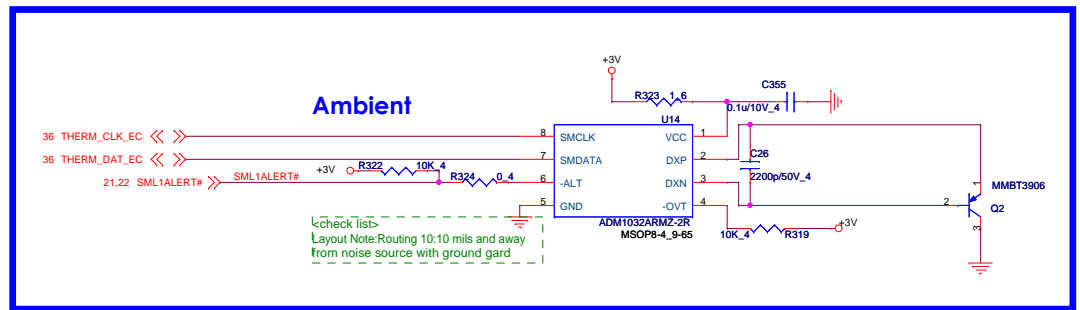 Ambient
+3V
R323 1_6
C355
0.1u/10V_4
U14
36 THERM_CLK_EC
8 SMCLK VCC 1
36 THERM_DAT_EC
7 SMDATA DXP 2
C26
2200p/50V_4
+3V R322 10K_4
21,22 SML1ALERT# SML1ALERT#
R324 0_4
6 -ALT DXN 3
MMBT3906
1
2
Q2
3
5 GND -OVT 4
ADM1032ARMZ-2R
MSOP8-4_9-65
10K_4 R319
+3V
<check list>
Layout Note:Routing 10:10 mils and away
from noise source with ground gard